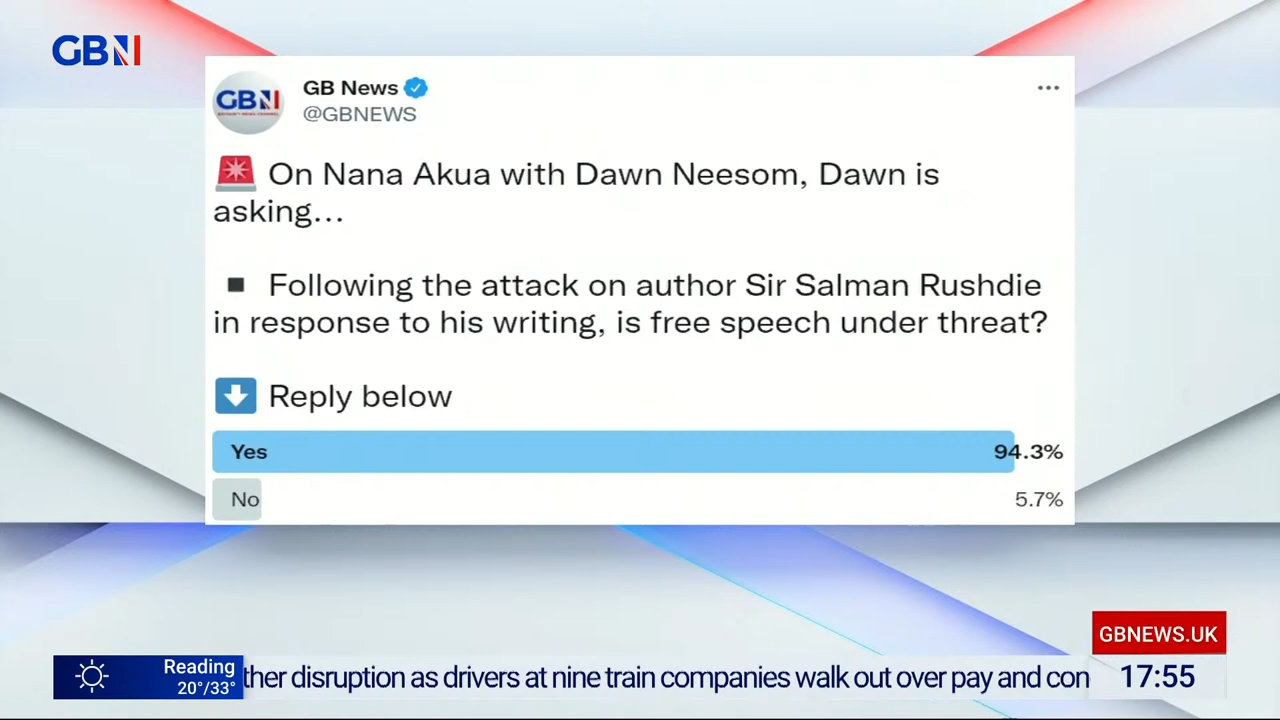 GBN
GBN
GB News
@GBNEWS
🚨 On Nana Akua with Dawn Neesom, Dawn is
asking...
▪ Following the attack on author Sir Salman Rushdie
in response to his writing, is free speech under threat?
⬇ Reply below
Yes 94.3%
No 5.7%
GBNEWS.UK
Reading
20°/33°
ther disruption as drivers at nine train companies walk out over pay and con
17:55